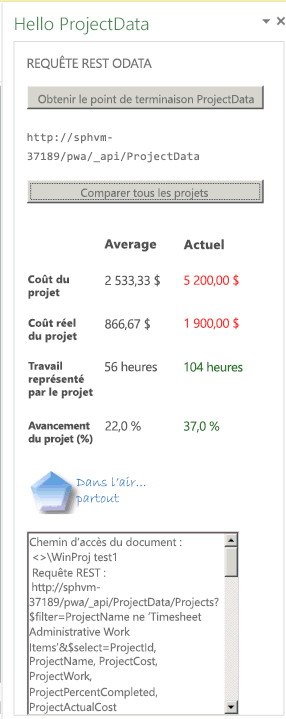 Hello ProjectData
REQUÊTE REST ODATA
Obtenir le point de terminaison ProjectData
http://sphvm-
37189/pwa/_api/ProjectData
Comparer tous les projets
Average Actuel
Coût du
projet
2 533,33 $ 5 200,00 $
Coût réel
du projet
866,67 $ 1 900,00 $
Travail
représenté
par le projet
56 heures 104 heures
Avancement
du projet (%)
22,0 % 37,0 %
Dans l'air...
partout
Chemin d'accès du document :
<>\WinProj test1
Requête REST :
http://sphvm-
37189/pwa/_api/ProjectData/Projects?
$filter=ProjectName ne 'Timesheet
Administrative Work
Items'&$select=ProjectId,
ProjectName, ProjectCost,
ProjectWork,
ProjectPercentCompleted,
ProjectActualCost